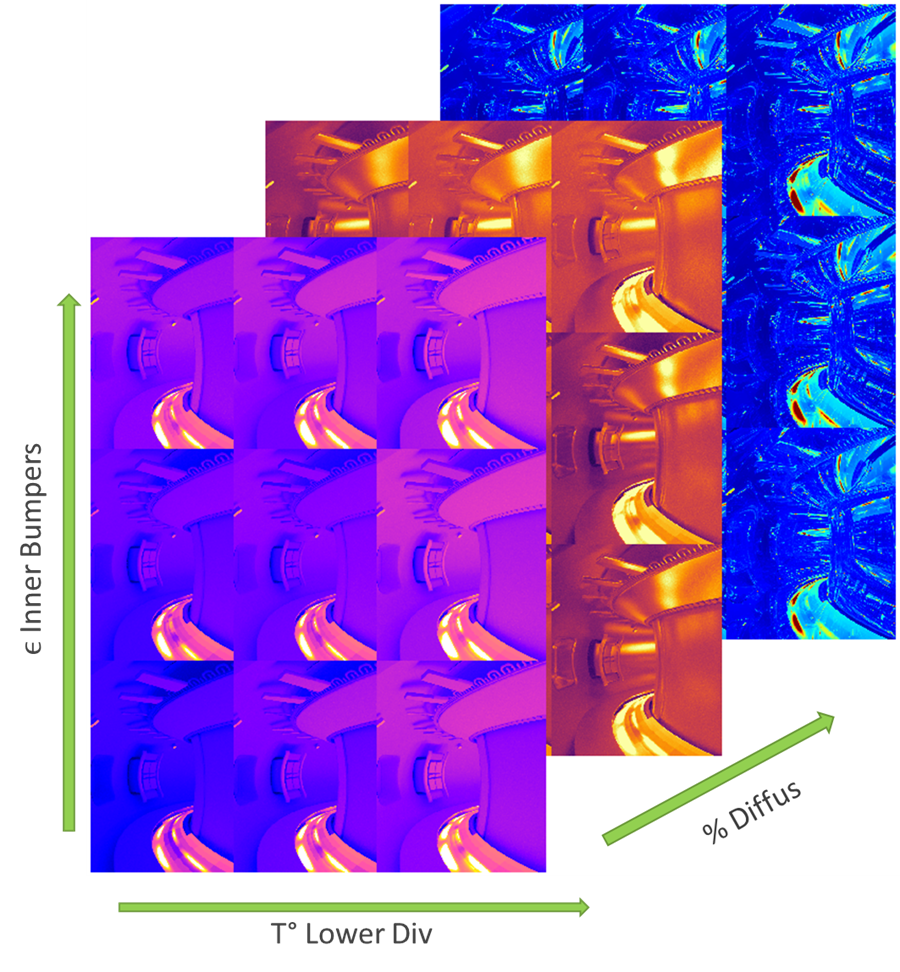 ϵ Inner Bumpers
% Diffus
T° Lower Div